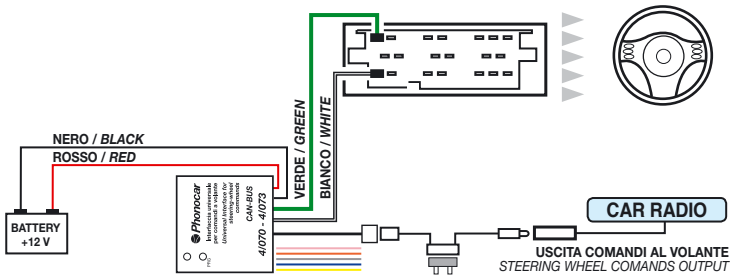 NERO / BLACK
ROSSO / RED
VERDE / GREEN
BIANCO / WHITE
BATTERY
+12 V
Phonocar
Interfaccia universale
per comandi a volante
Universal Interface for
steering-wheel
commands
CAN-BUS
4/070 - 4/073
PRG
CAR RADIO
USCITA COMANDI AL VOLANTE
STEERING WHEEL COMANDS OUTPUT